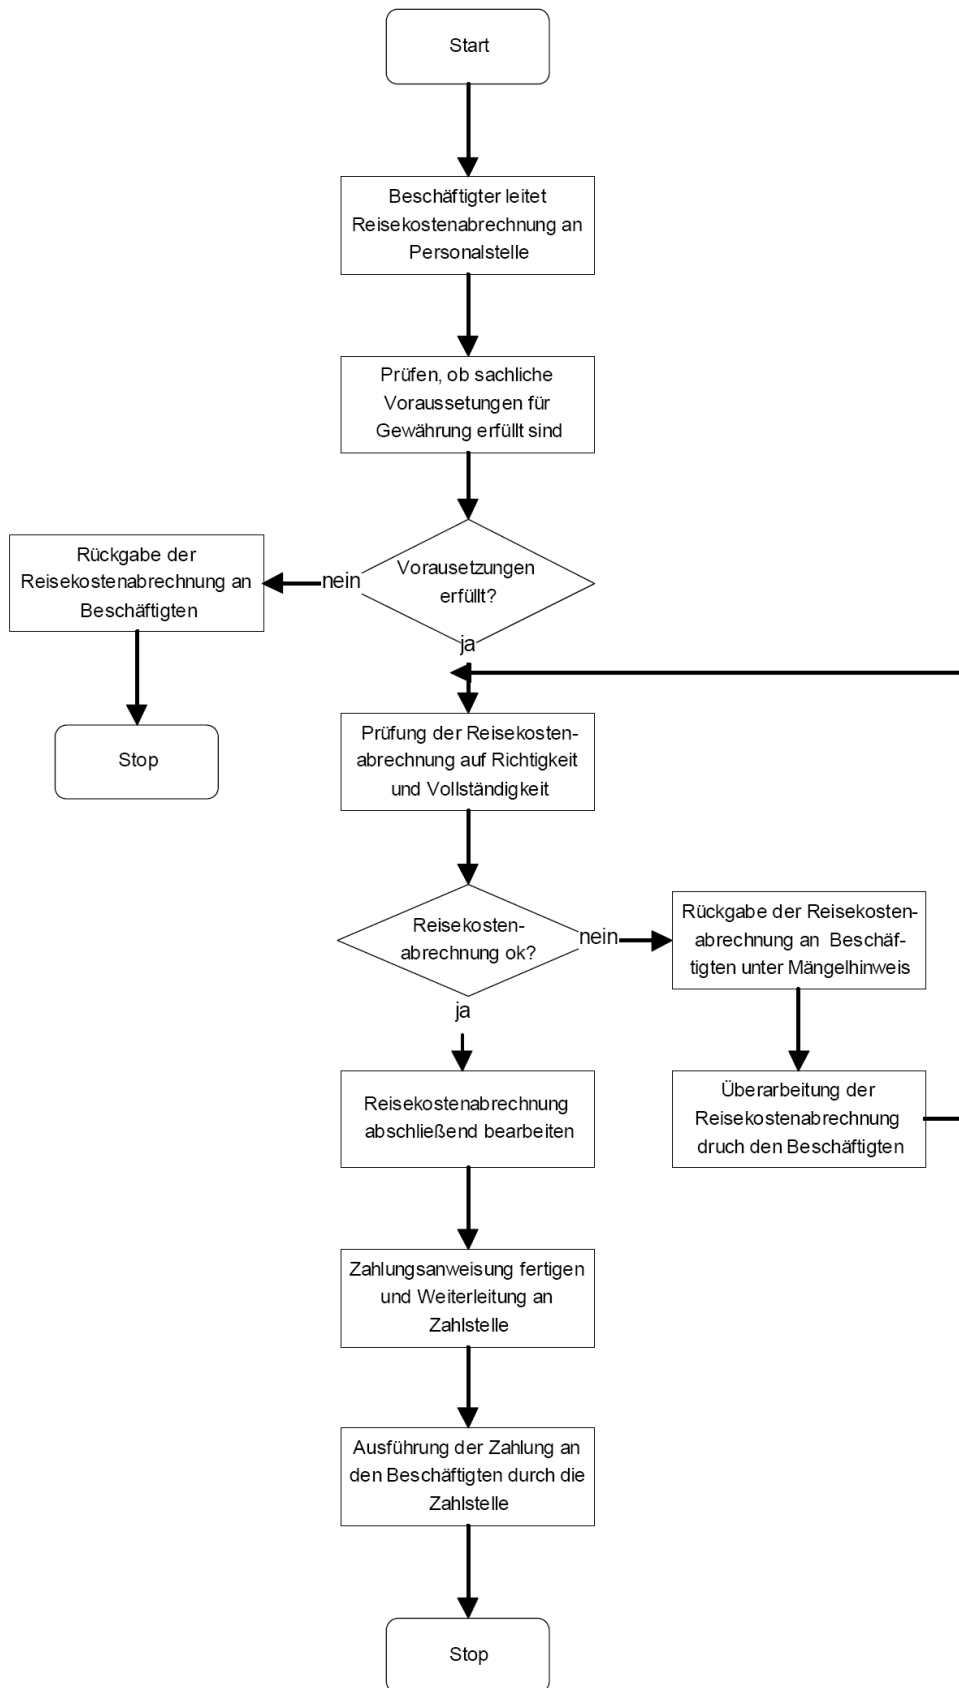 Start
Beschäftigter leitet
Reisekostenabrechnung an
Personalstelle
Prüfen, ob sachliche
Voraussetungen für
Gewährung erfüllt sind
Vorausetzungen
erfüllt?
nein
Rückgabe der
Reisekostenabrechnung an
Beschäftigten
Stop
ja
Prüfung der Reisekosten-
abrechnung auf Richtigkeit
und Vollständigkeit
Reisekosten-
abrechnung ok?
nein
Rückgabe der Reisekosten-
abrechnung an Beschäf-
tigten unter Mängelhinweis
Überarbeitung der
Reisekostenabrechnung
druch den Beschäftigten
ja
Reisekostenabrechnung
abschließend bearbeiten
Zahlungsanweisung fertigen
und Weiterleitung an
Zahlstelle
Ausführung der Zahlung an
den Beschäftigten durch die
Zahlstelle
Stop